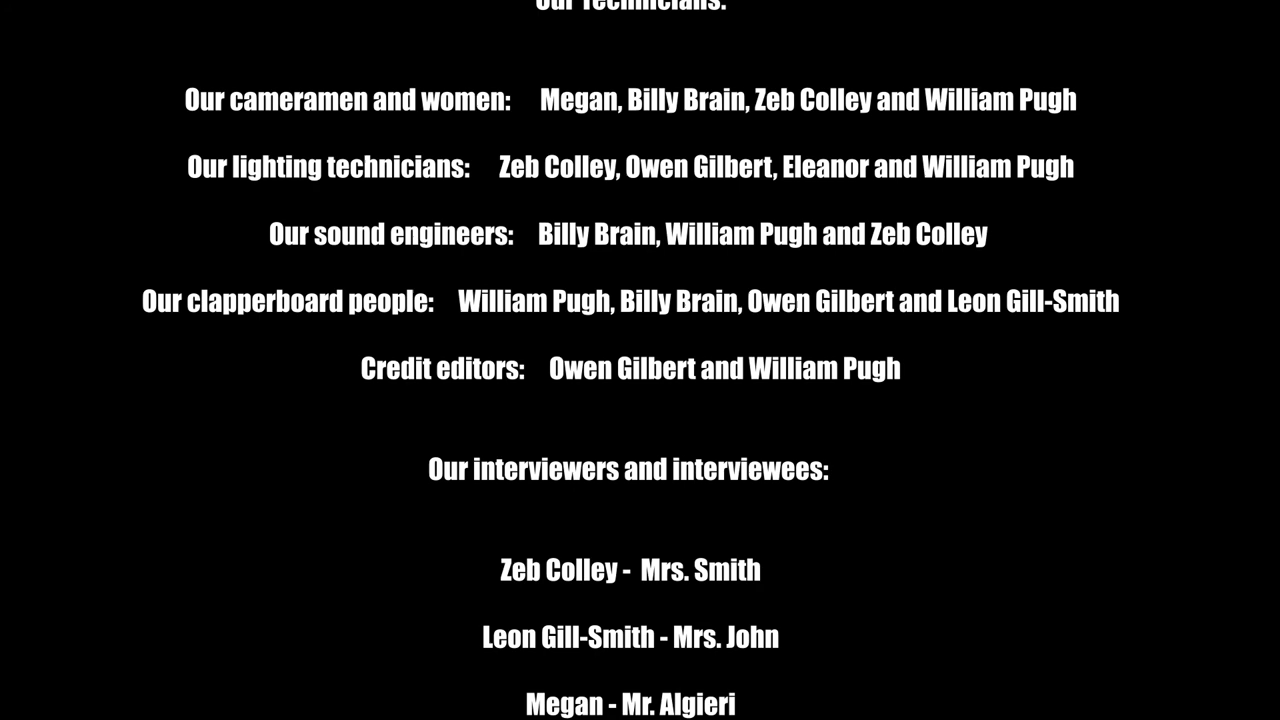 Our Technicians:
Our cameramen and women: Megan, Billy Brain, Zeb Colley and William Pugh
Our lighting technicians: Zeb Colley, Owen Gilbert, Eleanor and William Pugh
Our sound engineers: Billy Brain, William Pugh and Zeb Colley
Our clapperboard people: William Pugh, Billy Brain, Owen Gilbert and Leon Gill-Smith
Credit editors: Owen Gilbert and William Pugh
Our interviewers and interviewees:
Zeb Colley - Mrs. Smith
Leon Gill-Smith - Mrs. John
Megan - Mr. Algieri